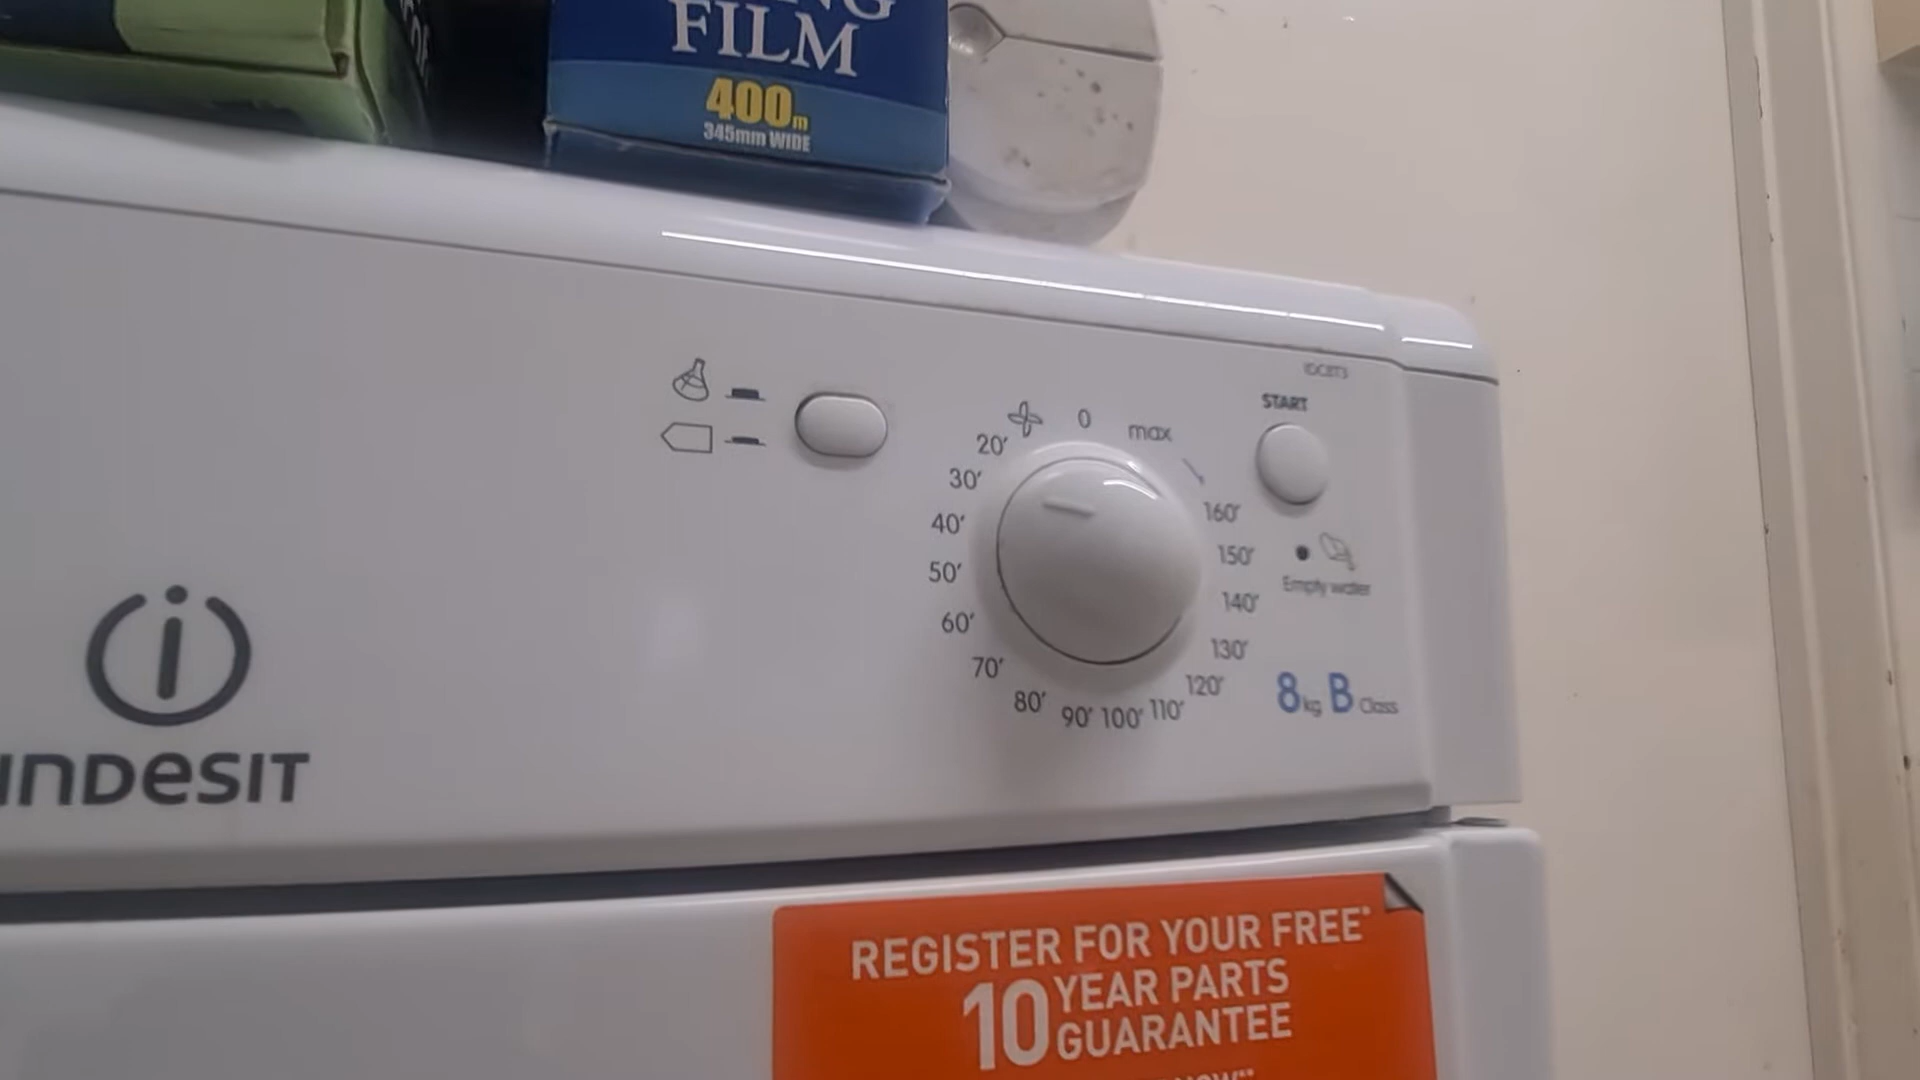 FILM
400m
345mm WIDE
START
0
max
20′
30′
40′
50′
60′
70′
80′
90′
100′
110′
120′
130′
140′
150′
160′
Empty water
8kg B Class
INDESIT
REGISTER FOR YOUR FREE*
10 YEAR PARTS
GUARANTEE